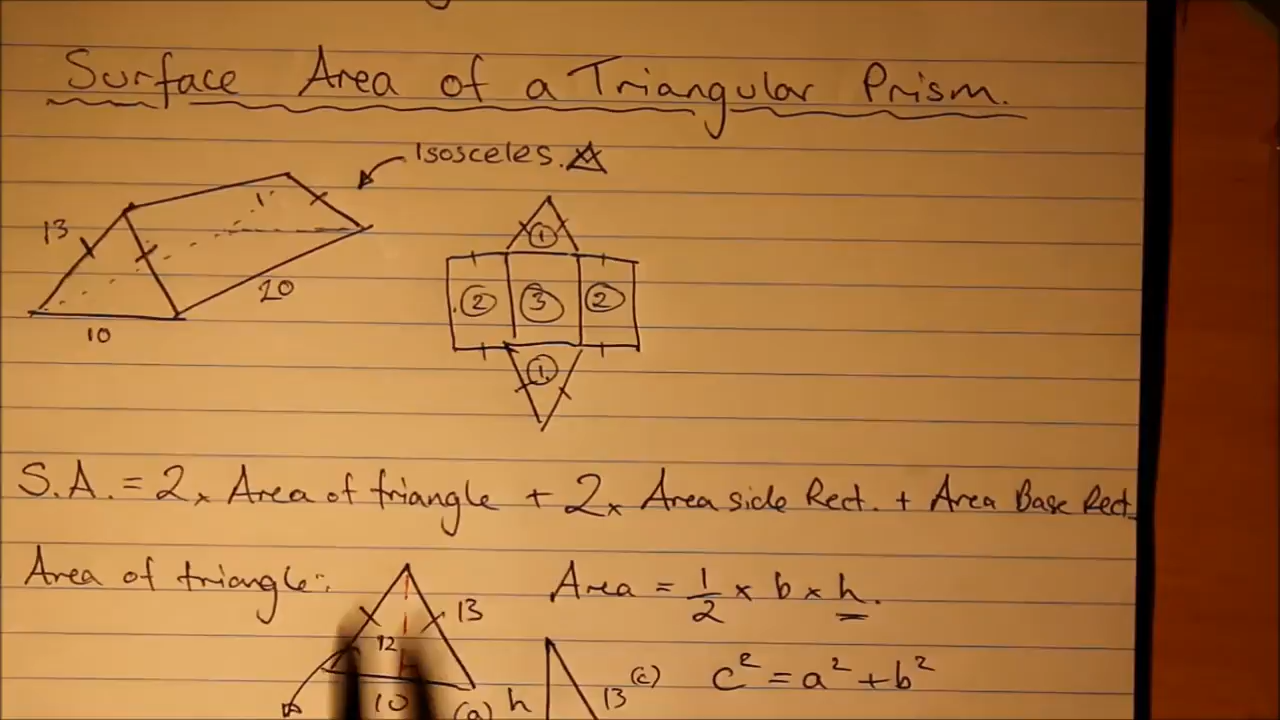 Surface Area of a Triangular Prism.
Isosceles.
13
20
10
①
② ③ ②
①
S.A. = 2 x Area of triangle + 2 x Area side Rect. + Area Base Rect.
Area of triangle:
Area = 1/2 x b x h.
13
12
10
(a) h
13 (c)
c² = a² + b²